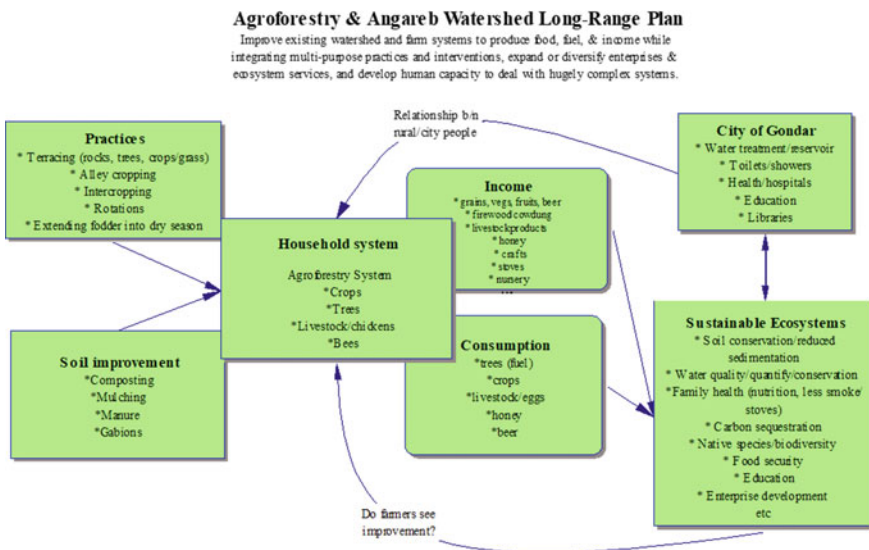 Agroforestry & Angareb Watershed Long-Range Plan
Improve existing watershed and farm systems to produce food, fuel, & income while
integrating multi-purpose practices and interventions, expand or diversify enterprises &
ecosystem services, and develop human capacity to deal with hugely complex systems.
Relationship b/n
rural/city people
Practices
* Terracing (rocks, trees, crops/grass)
* Alley cropping
* Intercropping
* Rotations
* Extending fodder into dry season
City of Gondar
* Water treatment/reservoir
* Toilets/showers
* Health/hospitals
* Education
* Libraries
Income
* grains, vegs, fruits, beer
* firewood cowdung
* livestockproducts
* honey
* crafts
* stoves
* nursery
Household system
Agroforestry System
*Crops
*Trees
*Livestock/chickens
*Bees
Soil improvement
*Composting
*Mulching
*Manure
*Gabions
Consumption
*trees (fuel)
*crops
*livestock/eggs
*honey
*beer
Sustainable Ecosystems
* Soil conservation/reduced
sedimentation
* Water quality/quantify/conservation
*Family health (nutrition, less smoke/
stoves)
* Carbon sequestration
* Native species/biodiversity
* Food security
* Education
* Enterprise development
etc
Do farmers see
improvement?